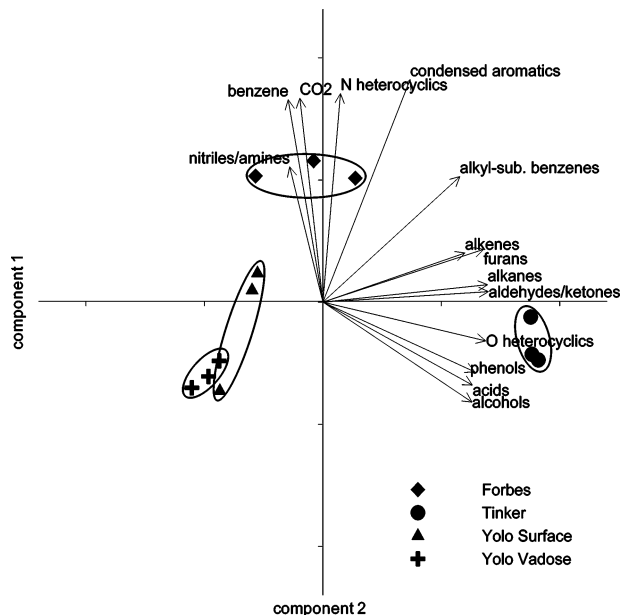 condensed aromatics
benzene
CO2
N heterocyclics
nitriles/amines
alkyl-sub. benzenes
alkenes
furans
alkanes
aldehydes/ketones
O heterocyclics
phenols
acids
alcohols
component 1
Forbes
Tinker
Yolo Surface
Yolo Vadose
component 2